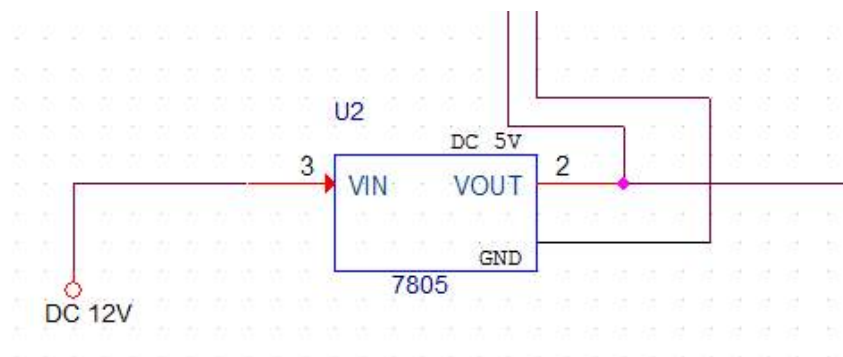 U2
DC 5V
3 VIN VOUT 2
GND
7805
DC 12V